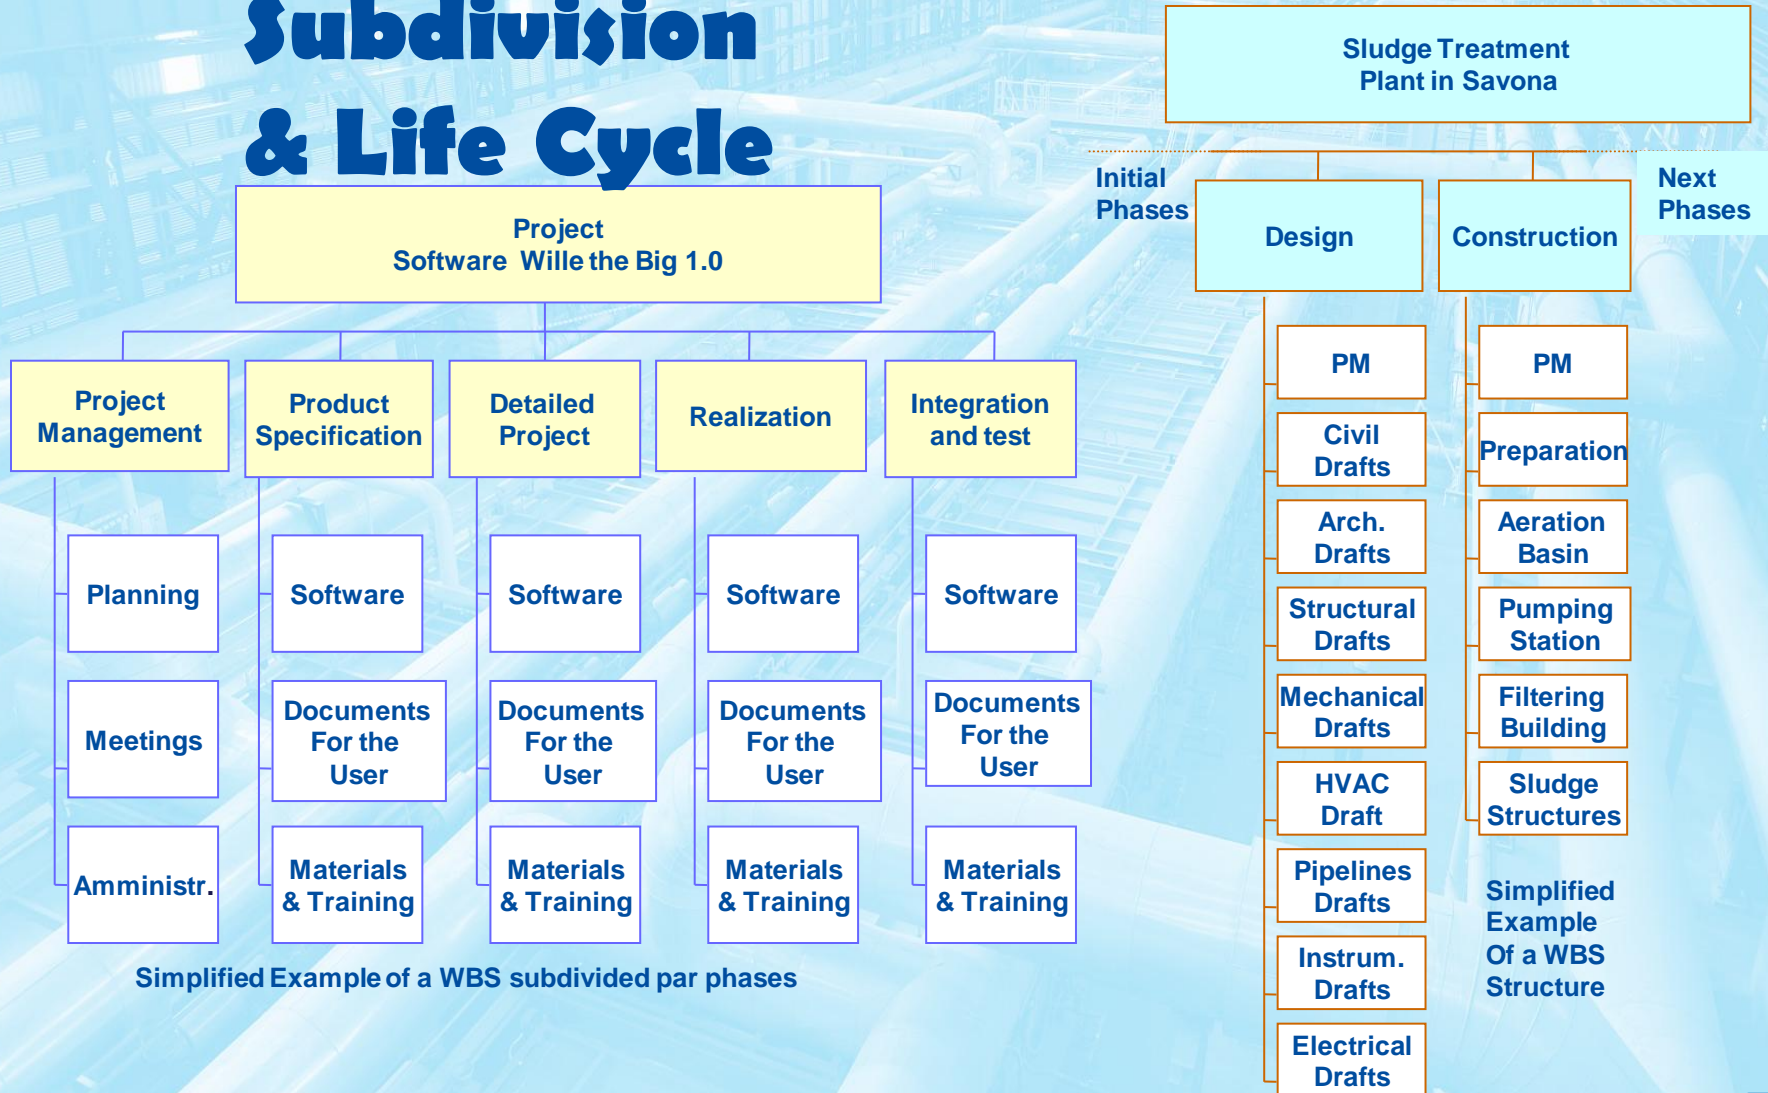 Subdivision
& Life Cycle
Project
Software Wille the Big 1.0
Project
Management
Product
Specification
Detailed
Project
Realization
Integration
and test
Planning
Software
Software
Software
Software
Meetings
Documents
For the
User
Documents
For the
User
Documents
For the
User
Documents
For the
User
Amministr.
Materials
& Training
Materials
& Training
Materials
& Training
Materials
& Training
Simplified Example of a WBS subdivided par phases
Sludge Treatment
Plant in Savona
Initial
Phases
Design
Construction
Next
Phases
PM
Civil
Drafts
Arch.
Drafts
Structural
Drafts
Mechanical
Drafts
HVAC
Draft
Pipelines
Drafts
Instrum.
Drafts
Electrical
Drafts
PM
Preparation
Aeration
Basin
Pumping
Station
Filtering
Building
Sludge
Structures
Simplified
Example
Of a WBS
Structure